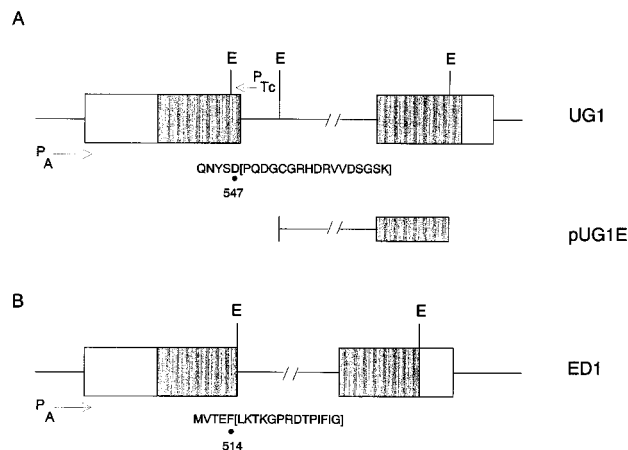 A
E E E
P Tc
UG1
P A
QNYSD[PQDGCGRHDRVVDSGSK]
547
pUG1E
B
E E
ED1
P A
MVTEF[LKTKGPRDTPIFIG]
514